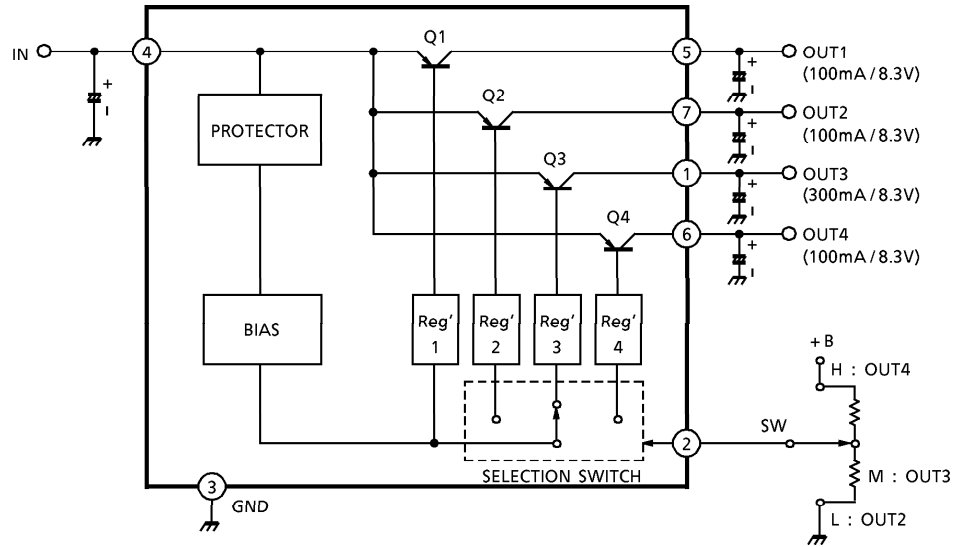 IN
4
Q1
5
OUT1
(100mA / 8.3V)
+
PROTECTOR
Q2
7
OUT2
(100mA / 8.3V)
+
Q3
1
OUT3
(300mA / 8.3V)
+
Q4
6
OUT4
(100mA / 8.3V)
+
+
BIAS
Reg' 1
Reg' 2
Reg' 3
Reg' 4
+ B
H : OUT4
SW
2
SELECTION SWITCH
M : OUT3
3
GND
L : OUT2